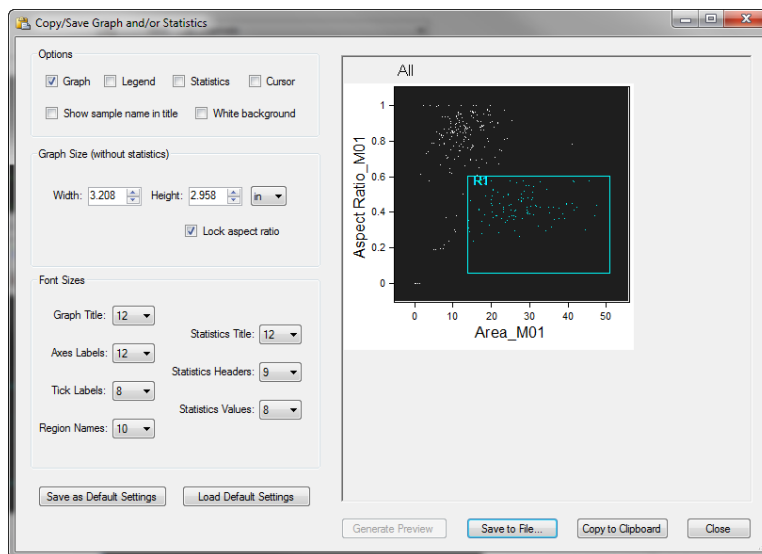 Copy/Save Graph and/or Statistics
Options
Graph Legend Statistics Cursor
Show sample name in title White background
Graph Size (without statistics)
Width: 3.208 Height: 2.958 in
Lock aspect ratio
Font Sizes
Graph Title: 12
Statistics Title: 12
Axes Labels: 12
Statistics Headers: 9
Tick Labels: 8
Statistics Values: 8
Region Names: 10
Save as Default Settings Load Default Settings
All
Aspect Ratio_M01
1
0.8
0.6
0.4
0.2
0
R1
0 10 20 30 40 50
Area_M01
Generate Preview Save to File... Copy to Clipboard Close